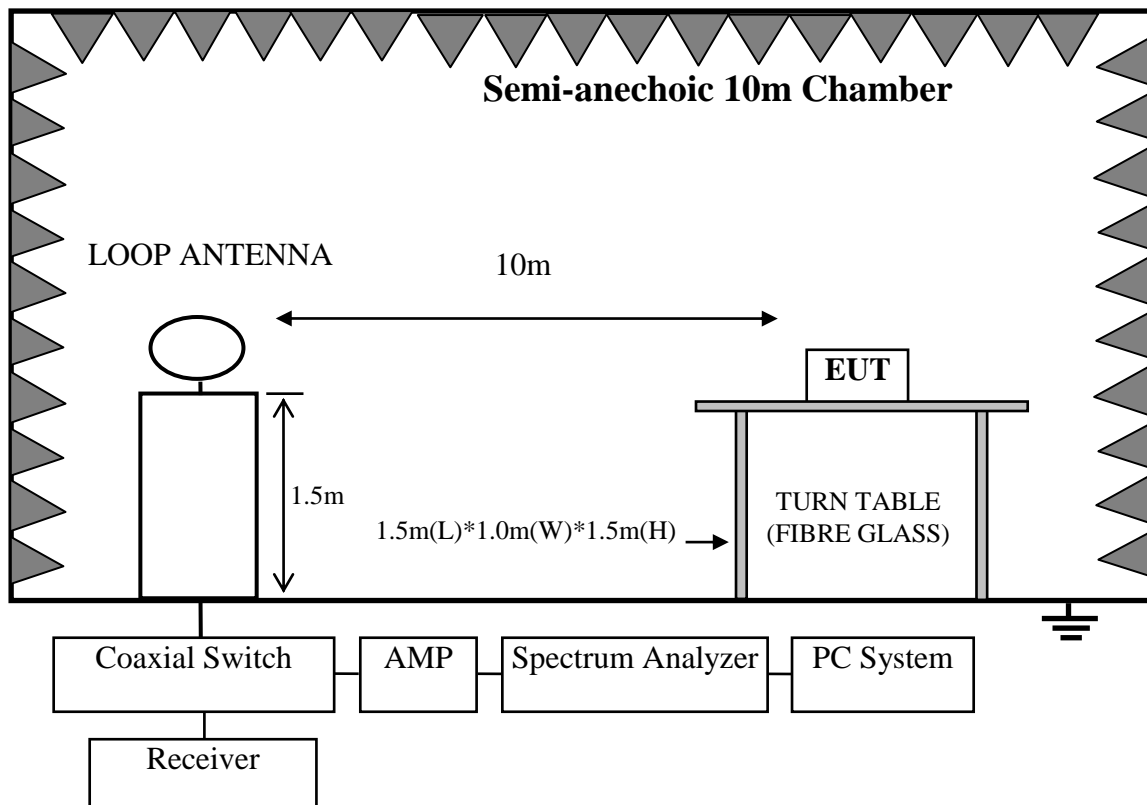 Semi-anechoic 10m Chamber
LOOP ANTENNA
10m
EUT
1.5m
1.5m(L)*1.0m(W)*1.5m(H)
TURN TABLE
(FIBRE GLASS)
Coaxial Switch
AMP
Spectrum Analyzer
PC System
Receiver